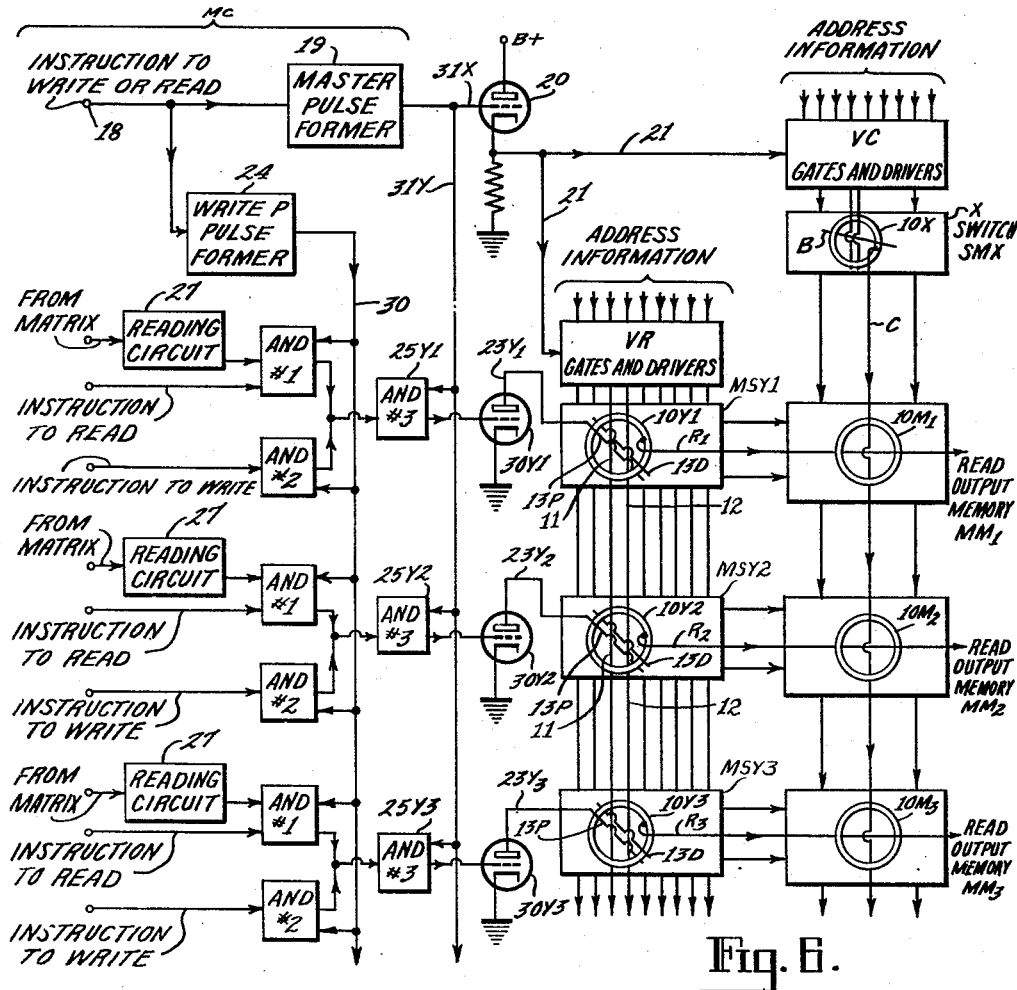 MC
INSTRUCTION TO
WRITE OR READ
18
19
MASTER
PULSE
FORMER
31X
B+
20
31Y
21
21
ADDRESS
INFORMATION
VC
GATES AND DRIVERS
B
10X
X
SWITCH
SMX
C
24
WRITE P
PULSE
FORMER
30
ADDRESS
INFORMATION
VR
GATES AND DRIVERS
FROM
MATRIX
27
READING
CIRCUIT
AND
#1
INSTRUCTION
TO READ
AND
#2
INSTRUCTION TO WRITE
25Y1
AND
#3
23Y1
30Y1
MSY1
10Y1
R1
13P
11
13D
12
10M1
READ
OUTPUT
MEMORY
MM1
FROM
MATRIX
27
READING
CIRCUIT
AND
#1
INSTRUCTION
TO READ
AND
#2
INSTRUCTION
TO WRITE
25Y2
AND
#3
23Y2
30Y2
MSY2
10Y2
R2
13P
11
13D
12
10M2
READ
OUTPUT
MEMORY
MM2
FROM
MATRIX
27
READING
CIRCUIT
AND
#1
INSTRUCTION
TO READ
AND
#2
INSTRUCTION
TO WRITE
25Y3
AND
#3
23Y3
30Y3
MSY3
10Y3
R3
13P
13D
10M3
READ
OUTPUT
MEMORY
MM3
Fig. 6.